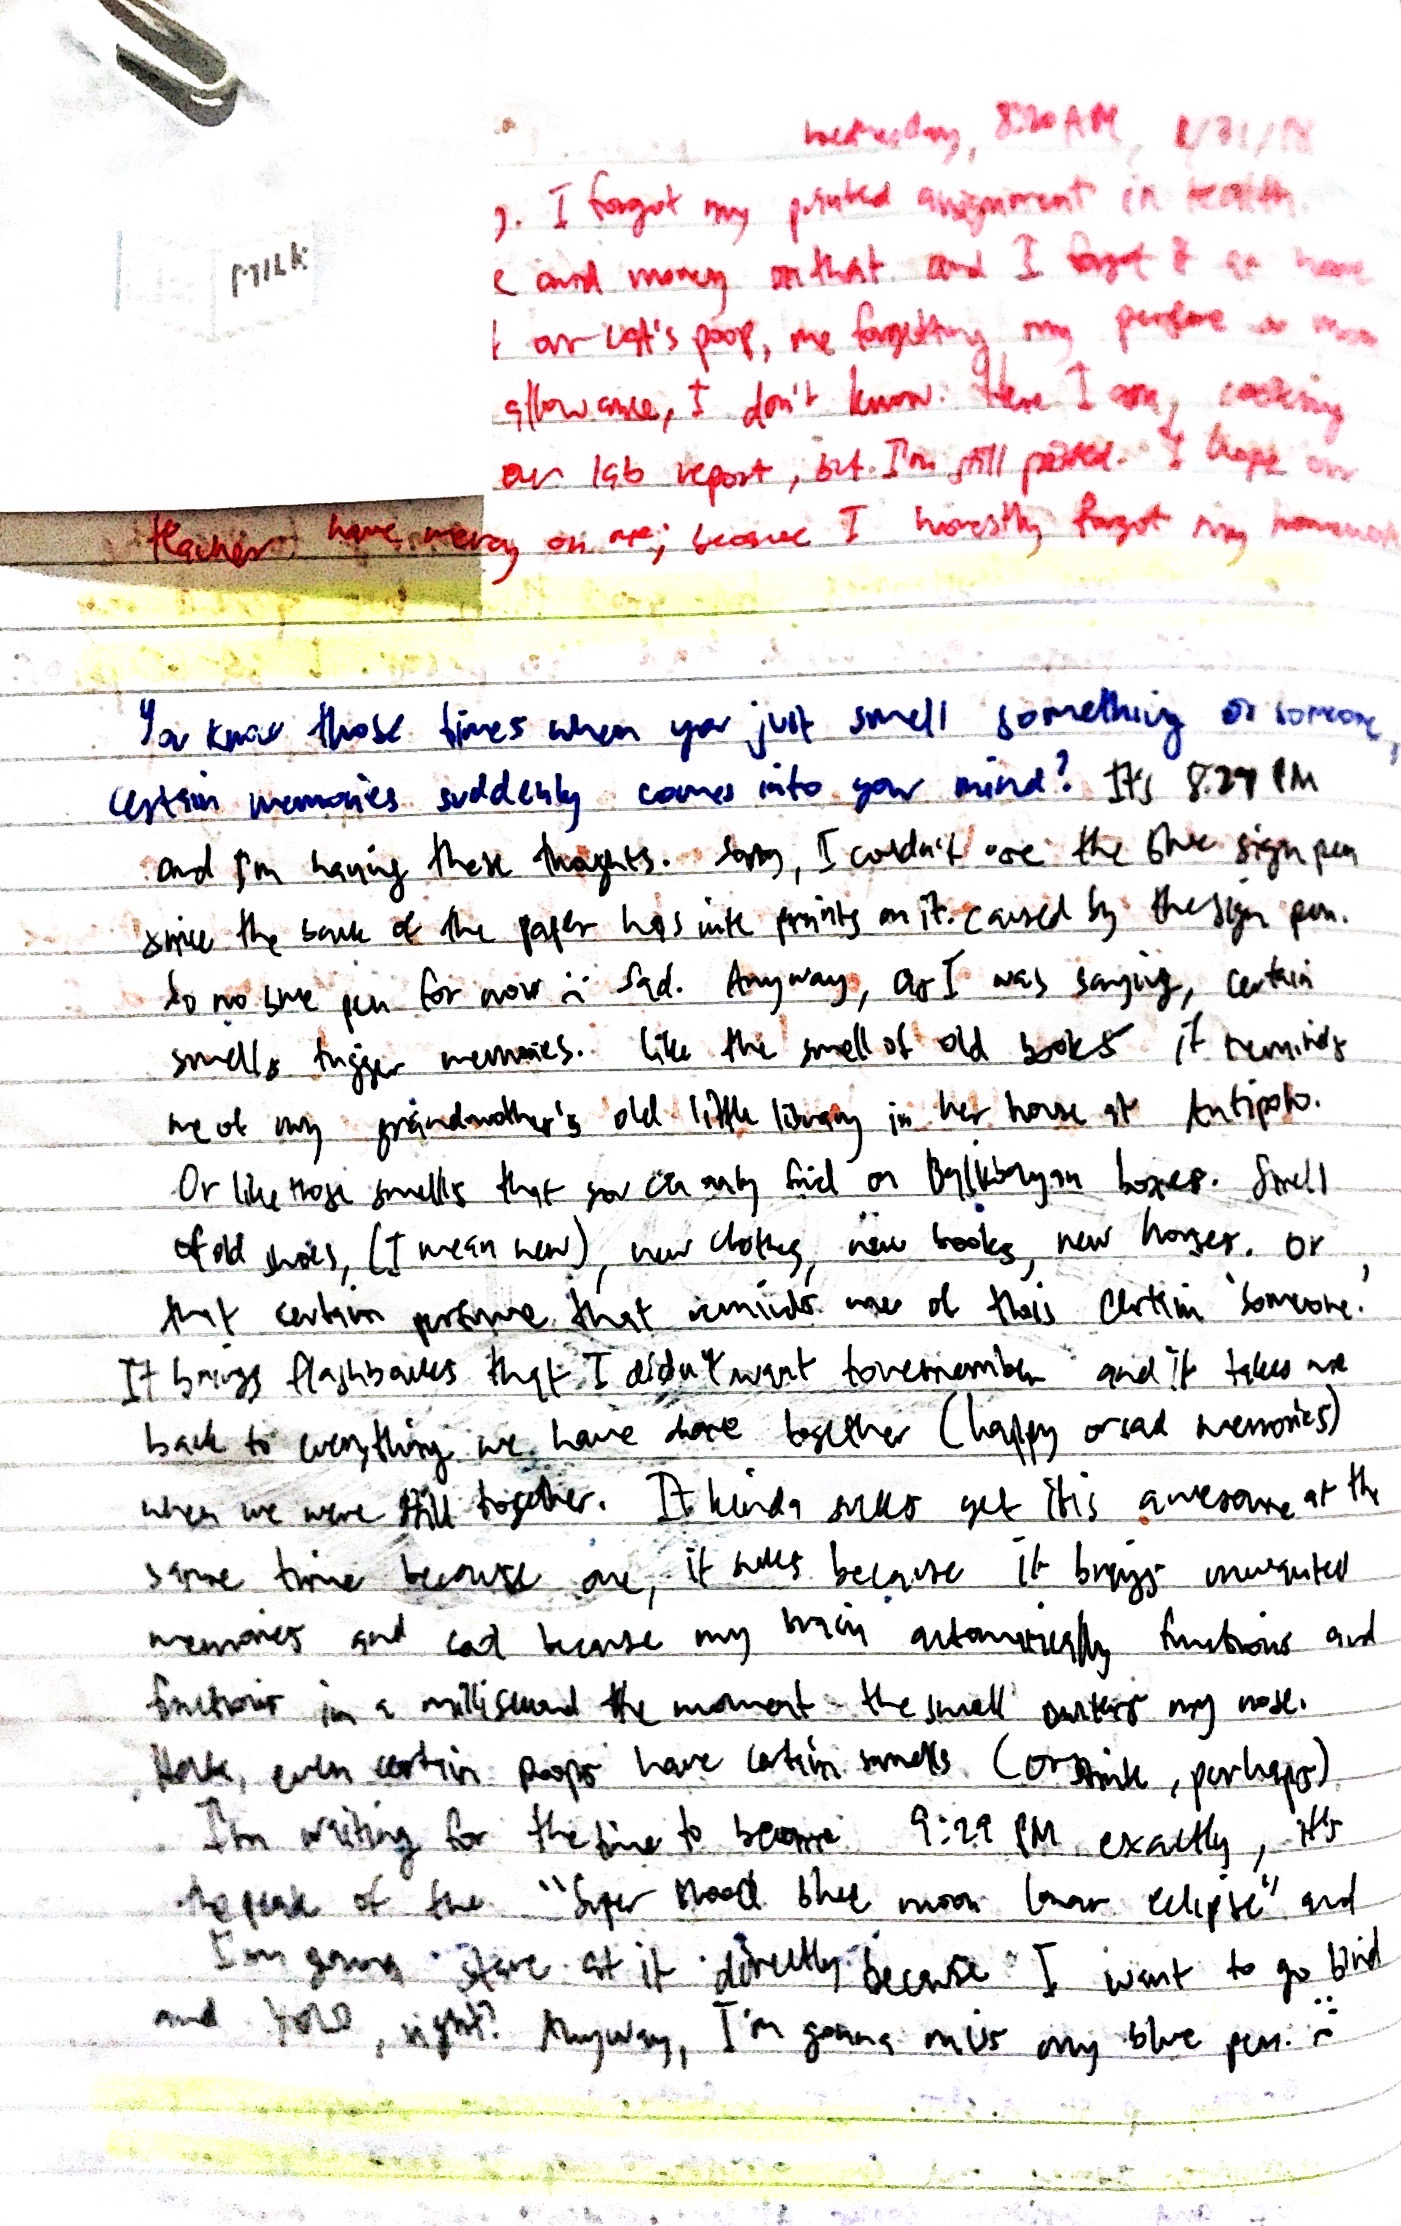 MILK
Wednesday, 8:20 AM, 1/31/18
). I forgot my printed assignment in health.
e and money on that and I forgot it at home
our cat's poop, me forgetting my perfume or
allowance, I don't know. Here I am,
our lab report, but I'm still pissed. I hope our
teacher have mercy on me; because I honestly forgot my homework
You know those times when you just smell something or someone,
certain memories suddenly comes into your mind? It's 8:29 PM
and I'm having these thoughts. Sorry, I couldn't use the blue sign pen
since the back of the paper has ink prints on it. caused by the sign pen.
So no blue pen for now :( Sad. Anyway, as I was saying, certain
smells trigger memories. Like the smell of old books it reminds
me of my grandmother's old little library in her house at Antipolo.
Or like those smells that you can only find on Balikbayan boxes. Smell
of old shoes, (I mean new), new clothes, new books, new houses. Or,
that certain perfume that reminds me of this certain 'someone.'
It brings flashbacks that I didn't want to remember and it takes me
back to everything we have done together (happy or sad memories)
when we were still together. It kinda sucks yet it is awesome at the
same time because one, it sucks because it brings unwanted
memories and cool because my brain automatically functions and
functions in a millisecond the moment the smell enters my nose.
Heck, even certain poops have certain smells (or stink, perhaps)
I'm waiting for the time to become 9:29 PM exactly, it's
the peak of the "Super blood blue moon lunar eclipse" and
I'm gonna stare at it directly because I want to go blind
and YOLO, right? Anyway, I'm gonna miss my blue pen. :(